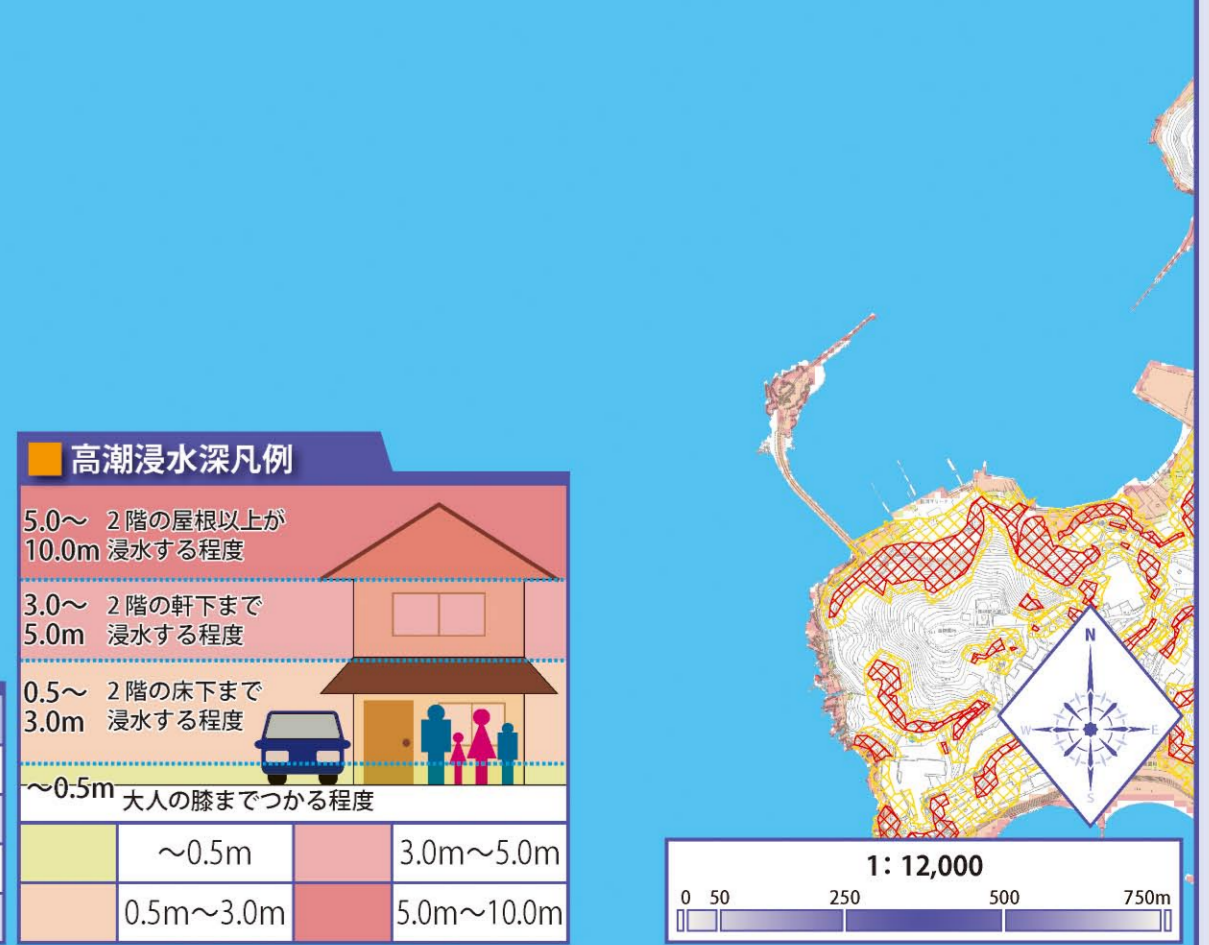 高潮浸水深凡例
5.0～ 2階の屋根以上が
10.0m 浸水する程度
3.0～ 2階の軒下まで
5.0m 浸水する程度
0.5～ 2階の床下まで
3.0m 浸水する程度
～0.5m 大人の膝までつかる程度
～0.5m 3.0m～5.0m
0.5m～3.0m 5.0m～10.0m
N
W E
S
1：12,000
0 50 250 500 750m